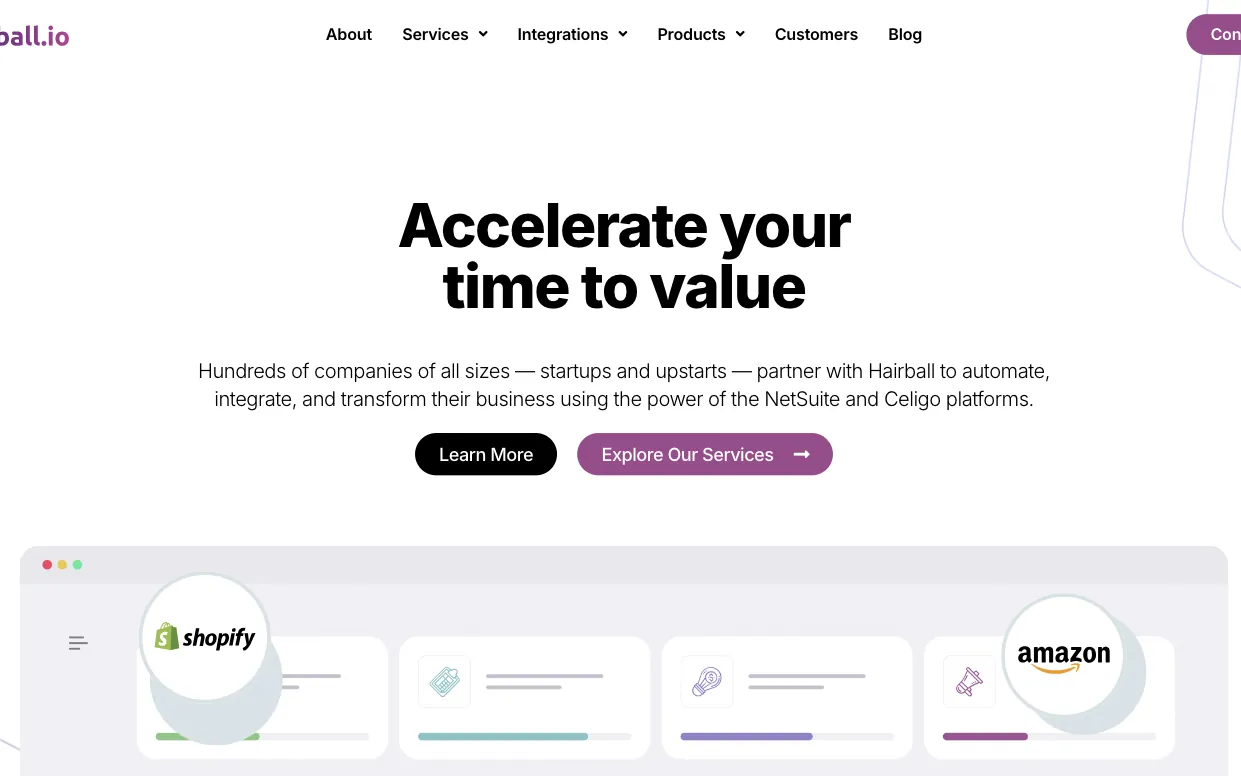 ball.io
About
Services
Integrations
Products
Customers
Blog
Con
Accelerate your
time to value
Hundreds of companies of all sizes — startups and upstarts — partner with Hairball to automate,
integrate, and transform their business using the power of the NetSuite and Celigo platforms.
Learn More
Explore Our Services
shopify
amazon